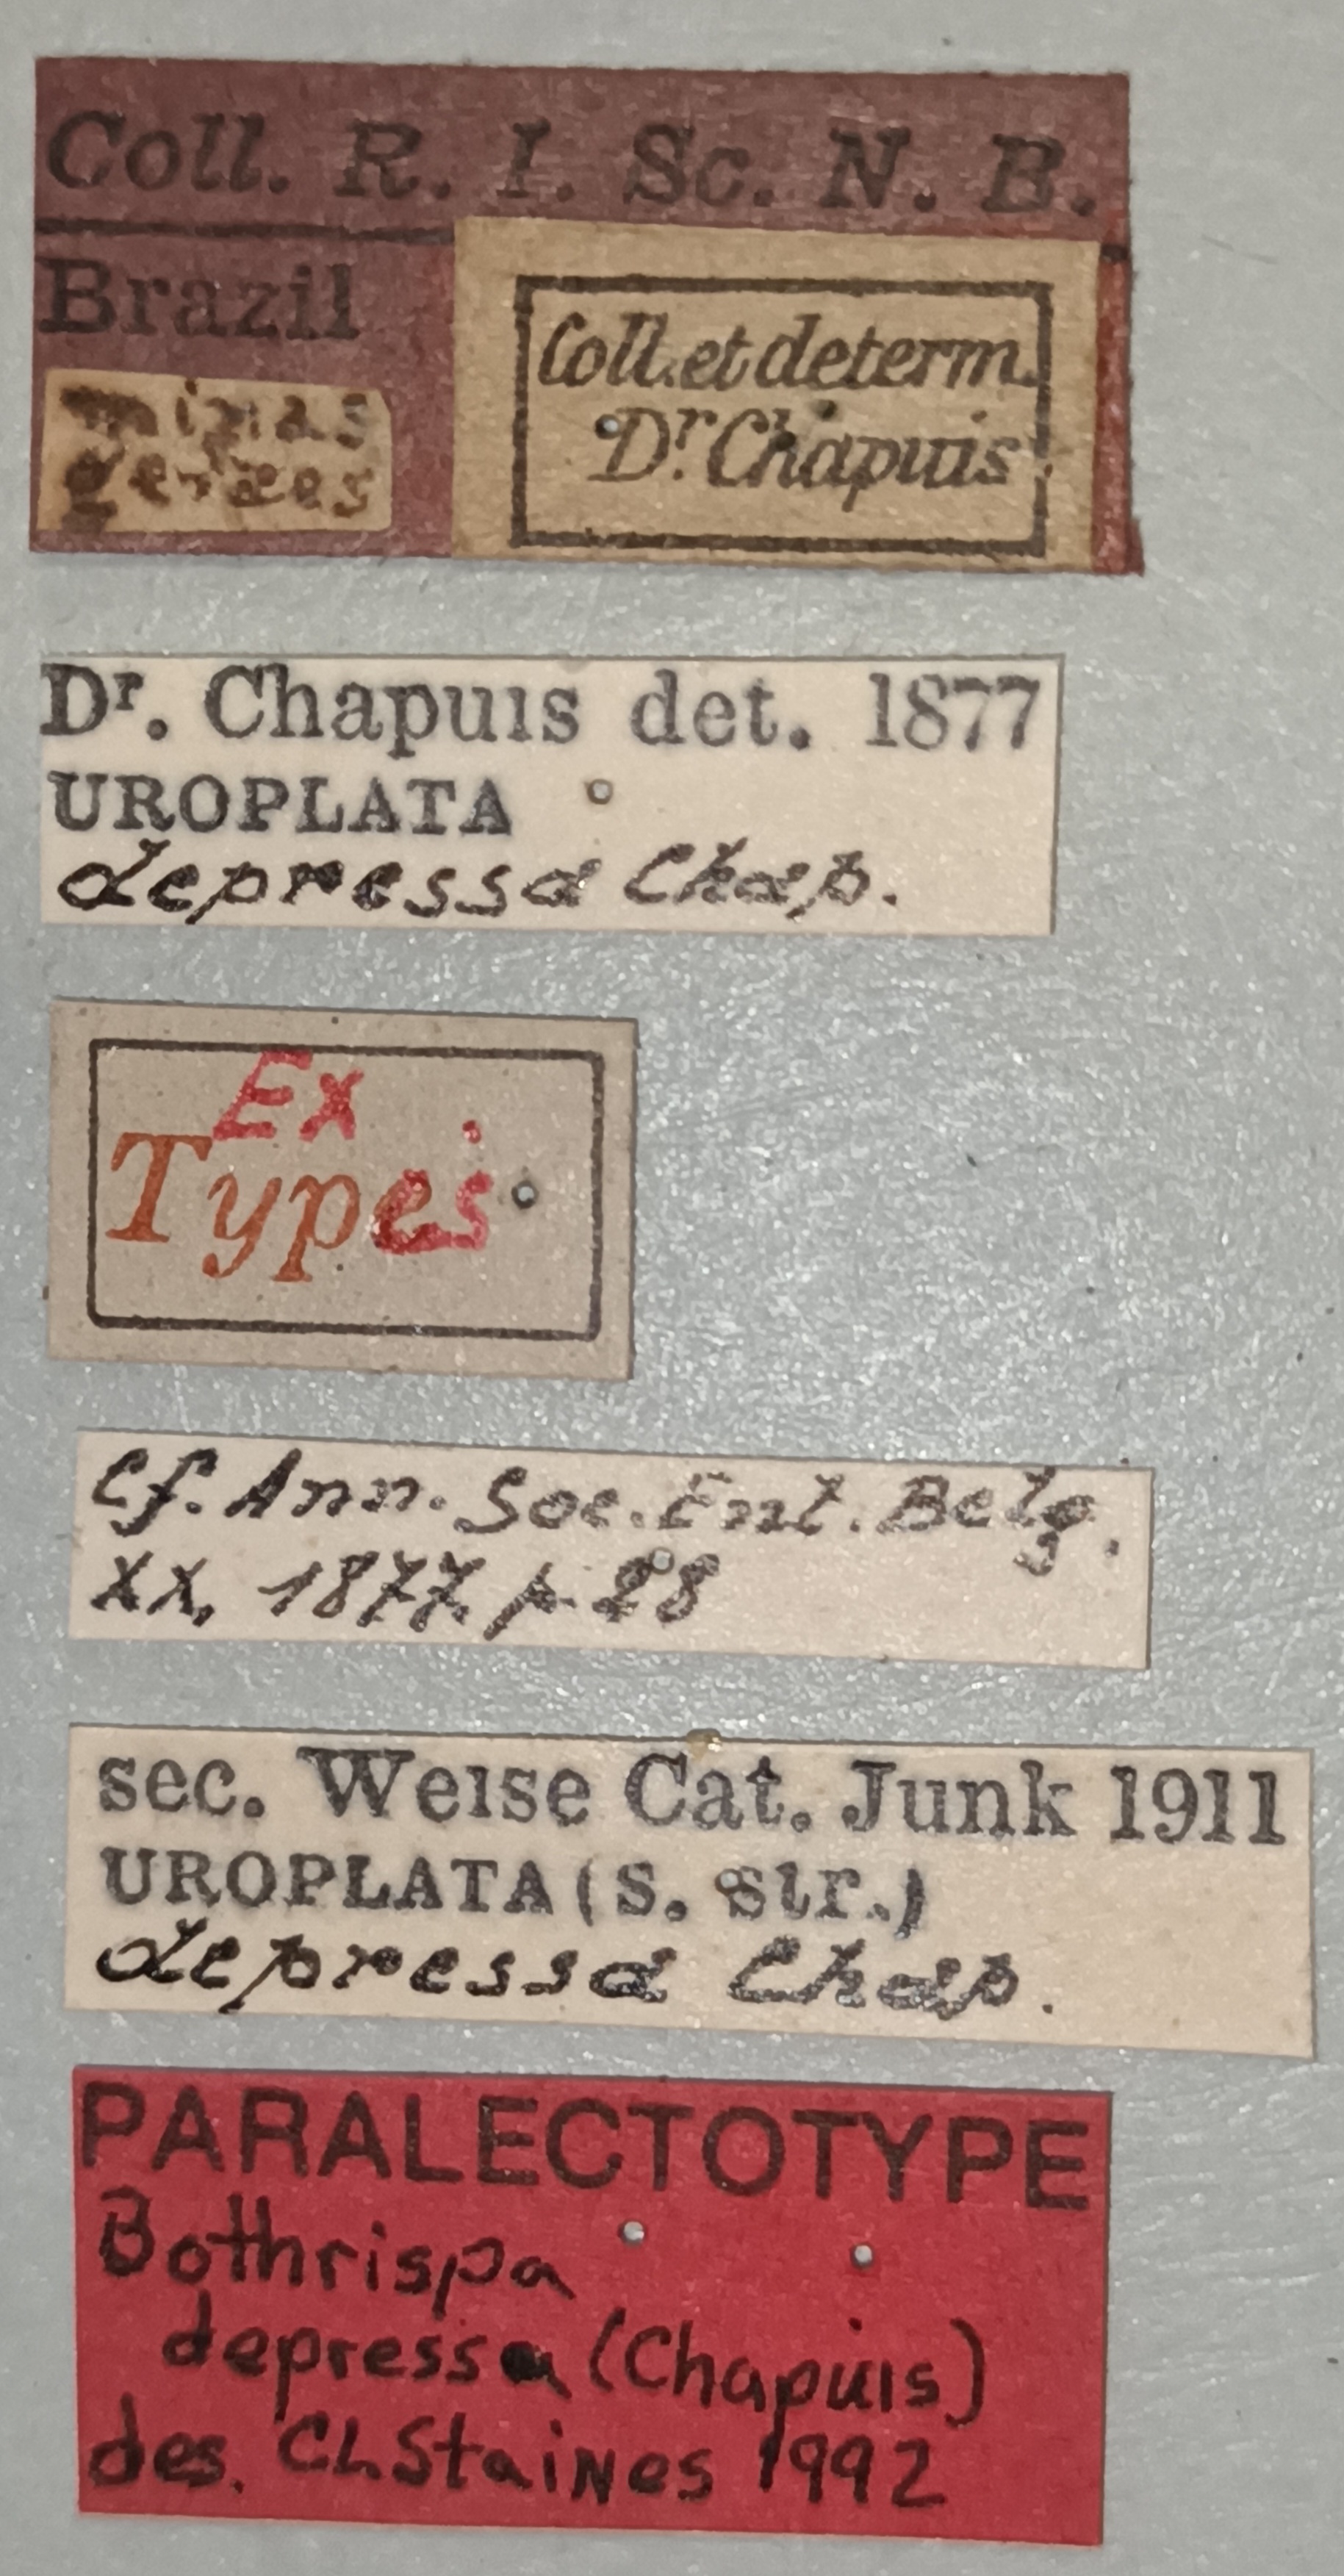 Coll. R. I. Sc. N. B.
Brazil
minas
geraes
Coll. et determ.
Dr. Chapuis
Dr. Chapuis det. 1877
UROPLATA
depressa Chap.
Ex
Types
Cf. Ann. Soc. Ent. Belg.
XX, 1877, p. 28
sec. Weise Cat. Junk 1911
UROPLATA (S. str.)
depressa Chap.
PARALECTOTYPE
Bothrispa
depressa (Chapuis)
des. CLStaiNes 1992